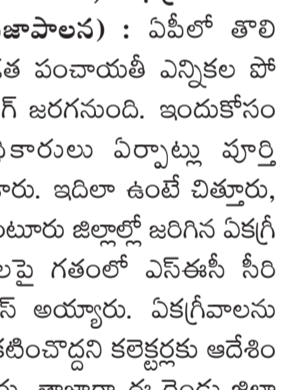 జాపాలన) : ఏపీలో తొలి
డత పంచాయతీ ఎన్నికల పో
గ్ జరగనుంది. ఇందుకోసం
ధికారులు ఏర్పాట్లు పూర్తి
ారు. ఇదిలా ఉంటే చిత్తూరు,
ంటూరు జిల్లాల్లో జరిగిన ఏకగ్రీ
లపై గతంలో ఎస్ఈసీ సీరి
స్ అయ్యారు. ఏకగ్రీవాలను
కటించొద్దని కలెక్టర్లకు ఆదేశిం